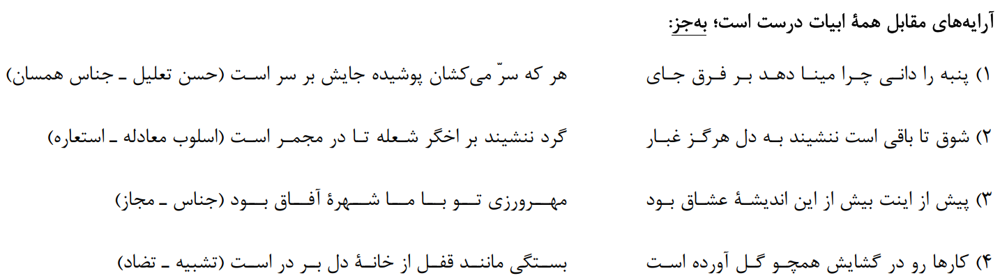 آرایه‌های مقابل همهٔ ابیات درست است؛ به‌جز:
۱) پنبه را دانی چرا مینا دهد بر فرق جای هر که سرّ می‌کشان پوشیده جایش بر سر است (حسن تعلیل ـ جناس همسان)
۲) شوق تا باقی است ننشیند به دل هرگز غبار گرد ننشیند بر اخگر شعله تا در مجمر است (اسلوب معادله ـ استعاره)
۳) پیش از اینت بیش از این اندیشهٔ عشاق بود مهرورزی تو با ما شهرهٔ آفاق بود (جناس ـ مجاز)
۴) کارها رو در گشایش همچو گل آورده است بستگی مانند قفل از خانهٔ دل بر در است (تشبیه ـ تضاد)